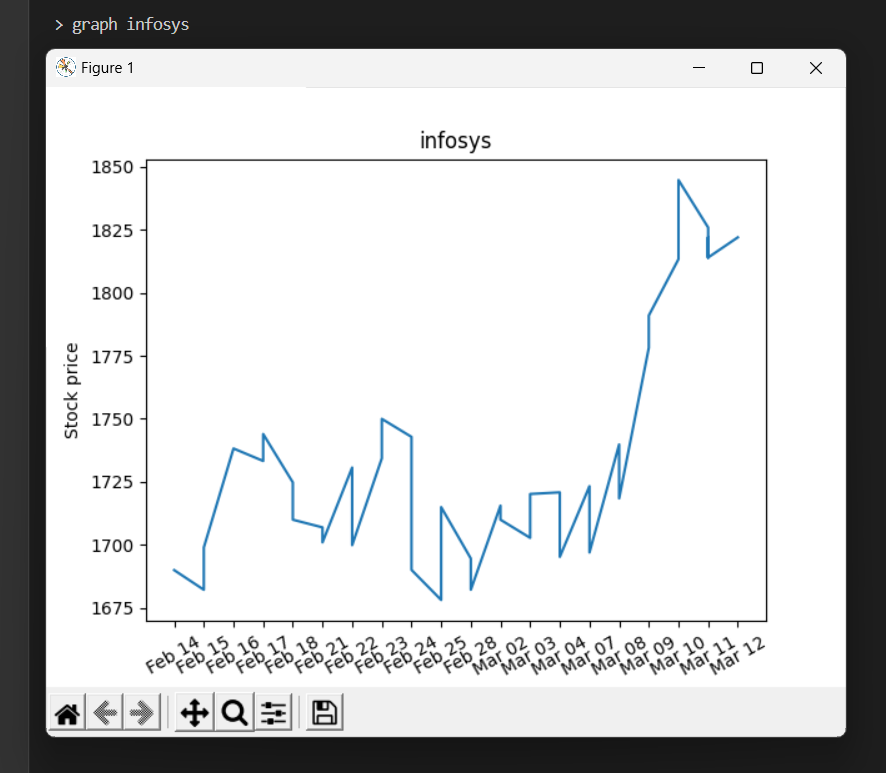 > graph infosys
Figure 1
infosys
1850
1825
1800
1775
1750
1725
1700
1675
Stock price
Feb 14
Feb 15
Feb 16
Feb 17
Feb 18
Feb 21
Feb 22
Feb 23
Feb 24
Feb 25
Feb 28
Mar 02
Mar 03
Mar 04
Mar 07
Mar 08
Mar 09
Mar 10
Mar 11
Mar 12